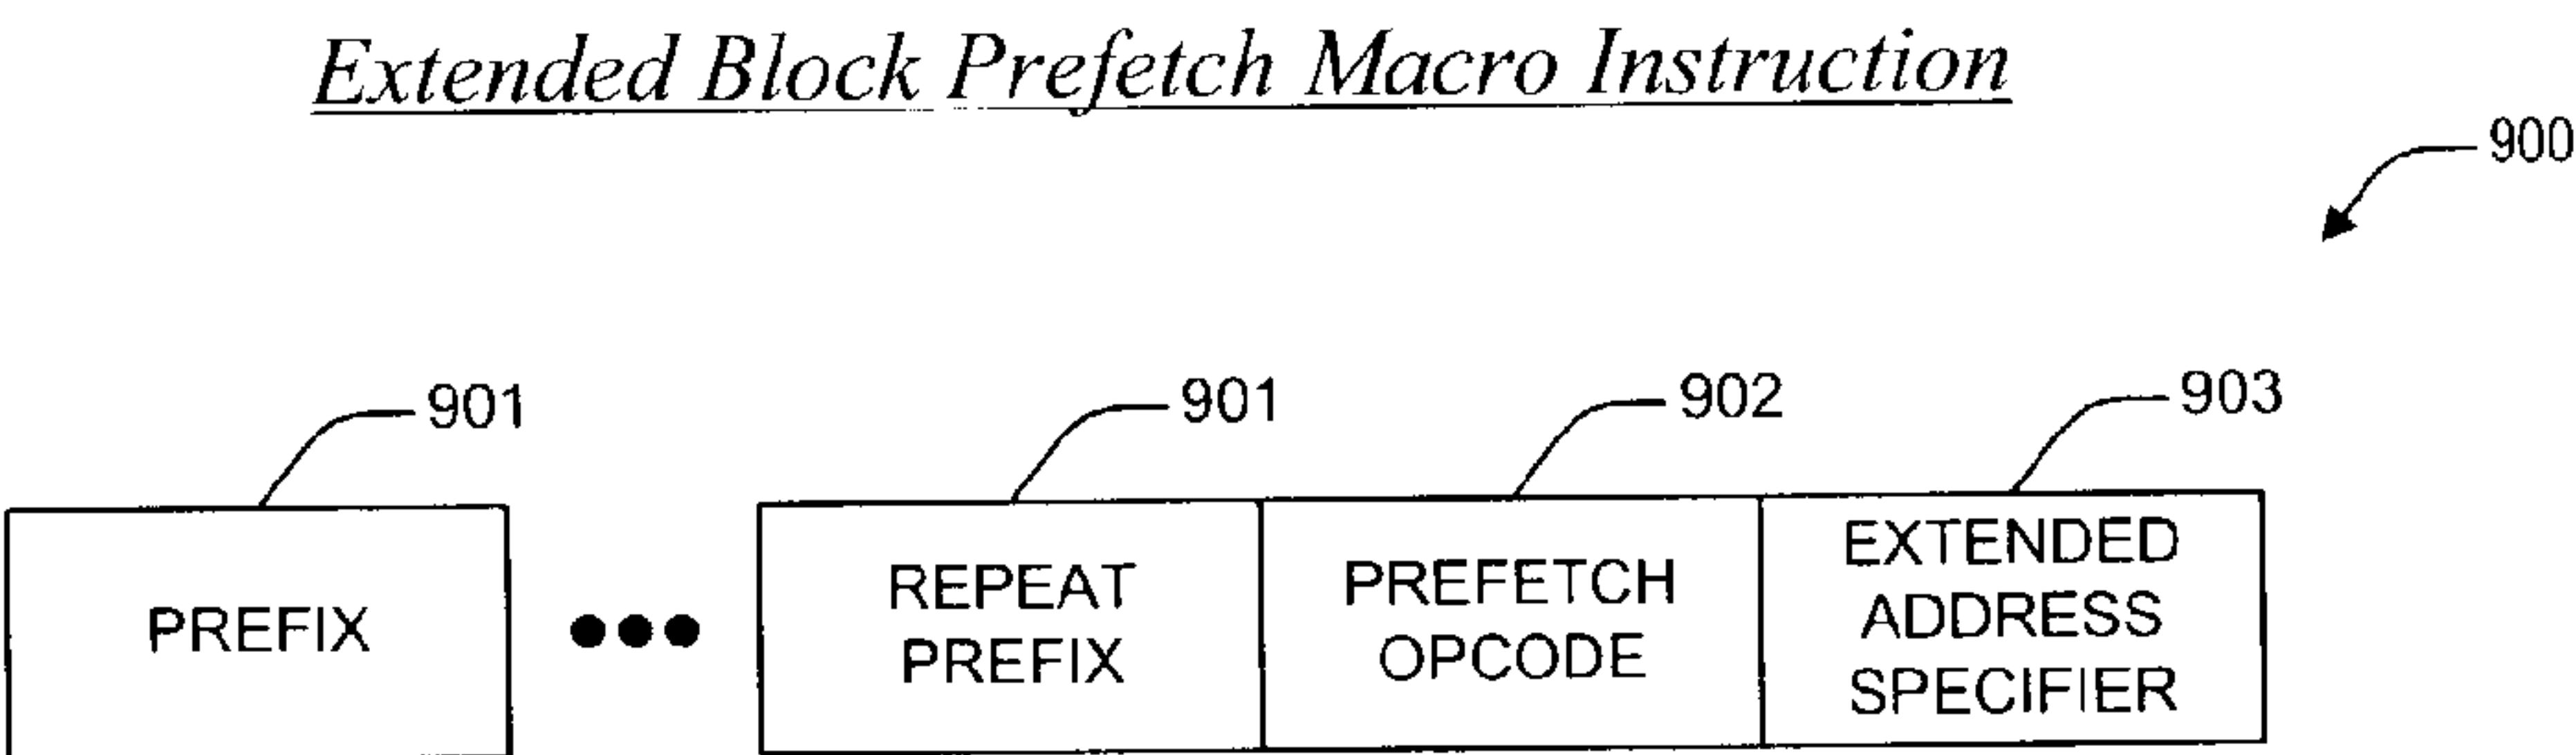 Extended Block Prefetch Macro Instruction
900
901
901
902
903
PREFIX
REPEAT
PREFIX
PREFETCH
OPCODE
EXTENDED
ADDRESS
SPECIFIER